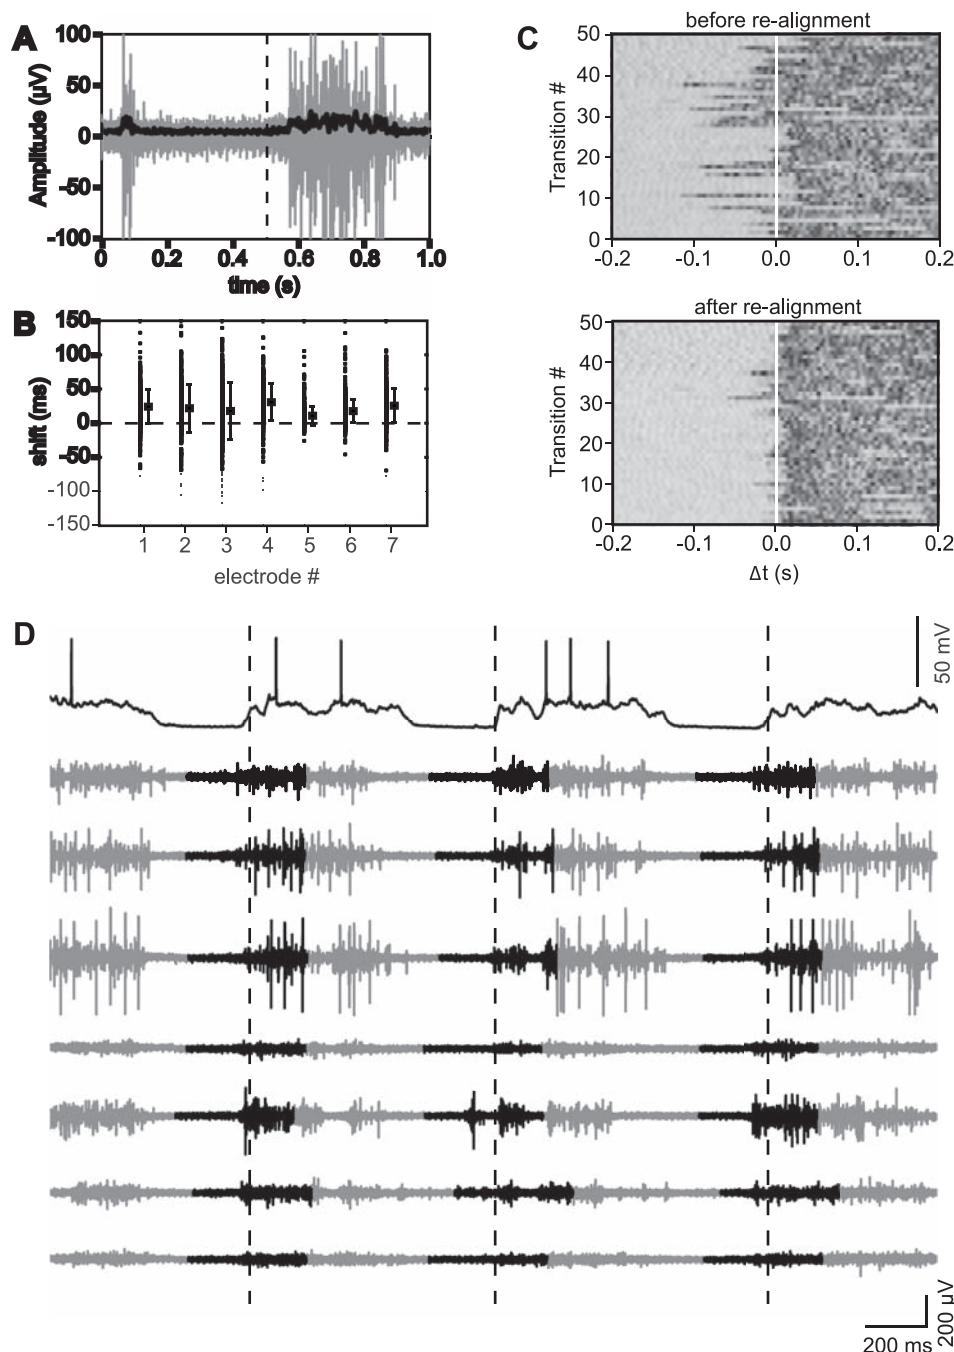 A
Amplitude (µV)
100
50
0
-50
-100
0 0.2 0.4 0.6 0.8 1.0
time (s)
B
shift (ms)
150
100
50
0
-50
-100
-150
1 2 3 4 5 6 7
electrode #
C
before re-alignment
Transition #
50
40
30
20
10
0
-0.2 -0.1 0.0 0.1 0.2
after re-alignment
Transition #
50
40
30
20
10
0
-0.2 -0.1 0.0 0.1 0.2
Δt (s)
D
50 mV
200 µV
200 ms